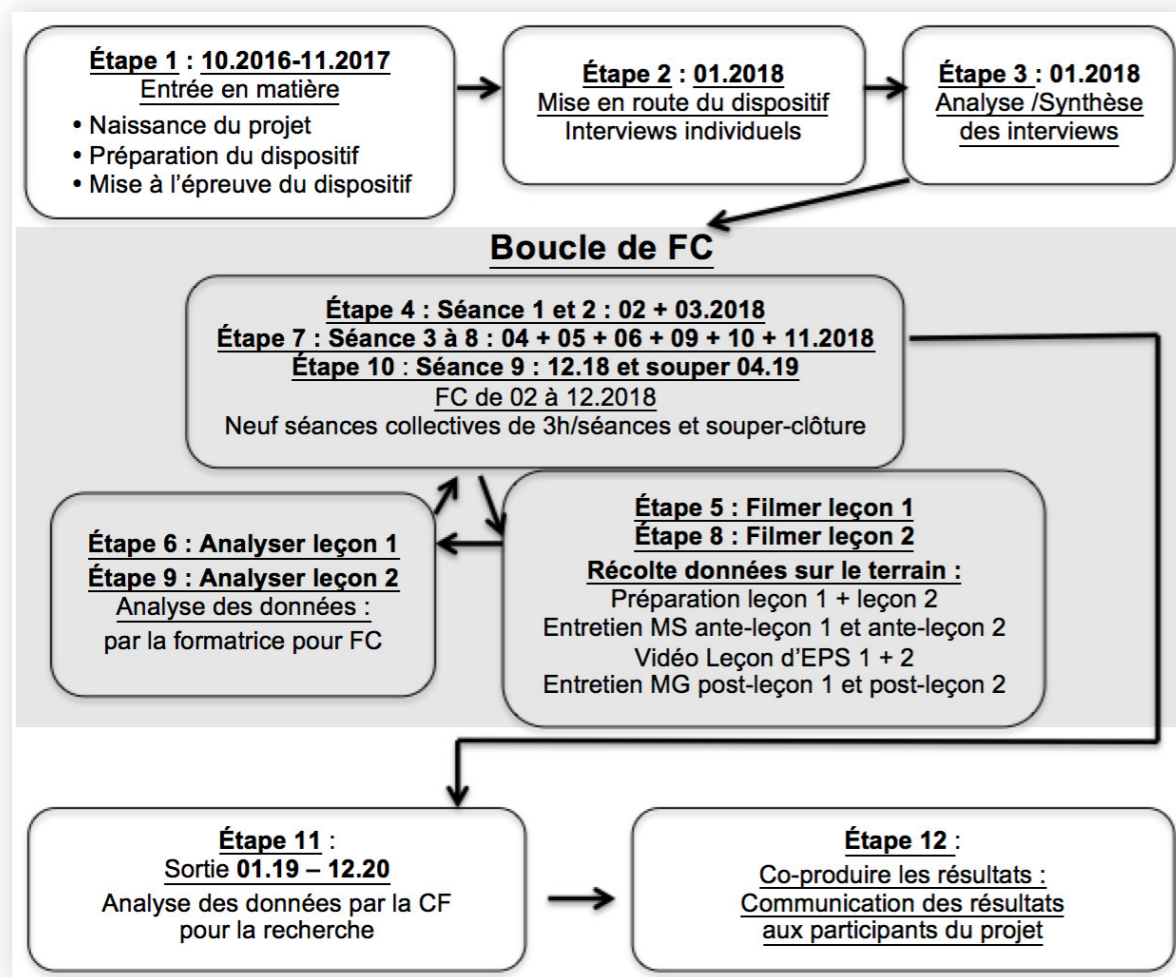 Étape 1 : 10.2016-11.2017
Entrée en matière
• Naissance du projet
• Préparation du dispositif
• Mise à l’épreuve du dispositif
Étape 2 : 01.2018
Mise en route du dispositif
Interviews individuels
Étape 3 : 01.2018
Analyse /Synthèse
des interviews
Boucle de FC
Étape 4 : Séance 1 et 2 : 02 + 03.2018
Étape 7 : Séance 3 à 8 : 04 + 05 + 06 + 09 + 10 + 11.2018
Étape 10 : Séance 9 : 12.18 et souper 04.19
FC de 02 à 12.2018
Neuf séances collectives de 3h/séances et souper-clôture
Étape 6 : Analyser leçon 1
Étape 9 : Analyser leçon 2
Analyse des données :
par la formatrice pour FC
Étape 5 : Filmer leçon 1
Étape 8 : Filmer leçon 2
Récolte données sur le terrain :
Préparation leçon 1 + leçon 2
Entretien MS ante-leçon 1 et ante-leçon 2
Vidéo Leçon d’EPS 1 + 2
Entretien MG post-leçon 1 et post-leçon 2
Étape 11 :
Sortie 01.19 – 12.20
Analyse des données par la CF
pour la recherche
Étape 12 :
Co-produire les résultats :
Communication des résultats
aux participants du projet